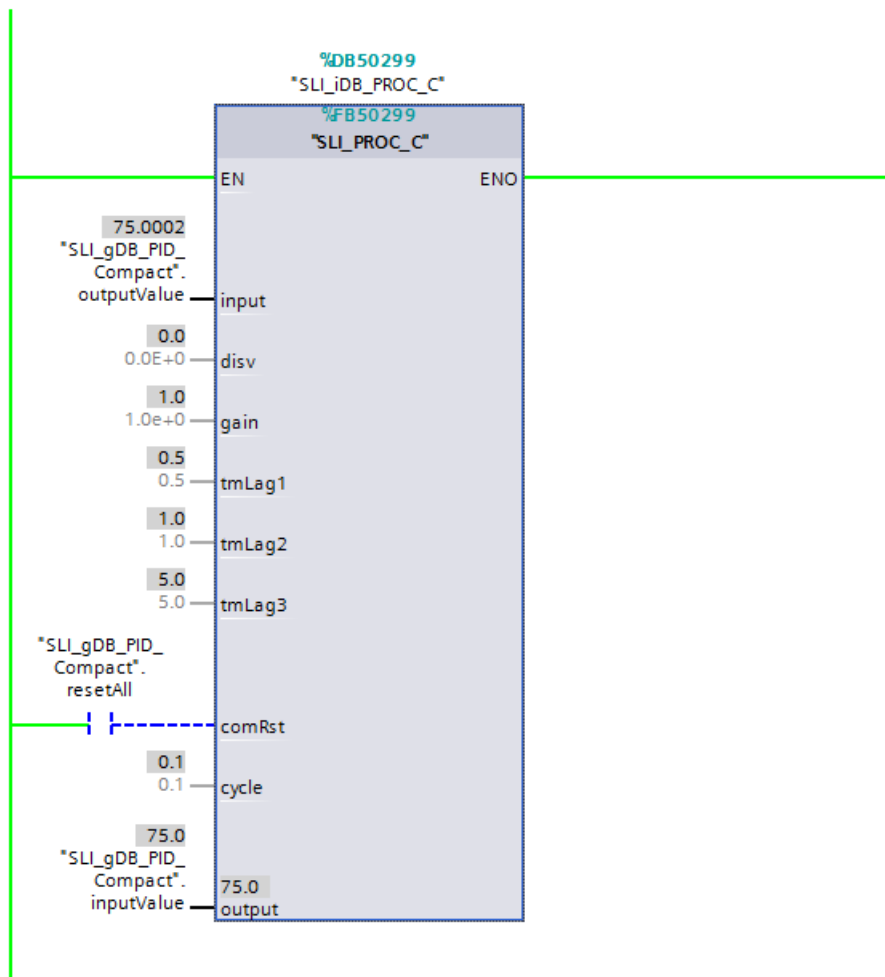 %DB50299
"SLI_iDB_PROC_C"
%FB50299
"SLI_PROC_C"
EN ENO
75.0002
"SLI_gDB_PID_
Compact".
outputValue input
0.0
0.0E+0 disv
1.0
1.0e+0 gain
0.5
0.5 tmLag1
1.0
1.0 tmLag2
5.0
5.0 tmLag3
"SLI_gDB_PID_
Compact".
resetAll
comRst
0.1
0.1 cycle
75.0
"SLI_gDB_PID_
Compact".
inputValue
75.0
output